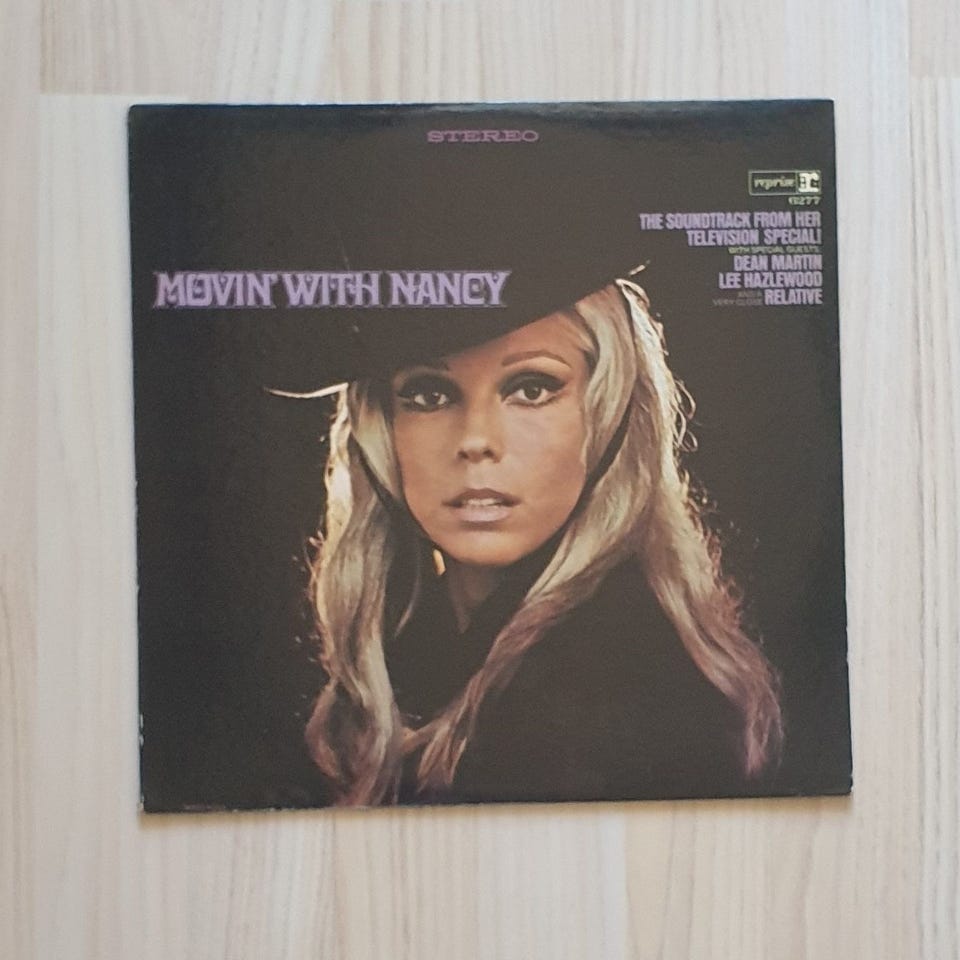 STEREO
reprise
6277
THE SOUNDTRACK FROM HER
TELEVISION SPECIAL!
WITH SPECIAL GUESTS:
DEAN MARTIN
LEE HAZLEWOOD
AND A
VERY CLOSE RELATIVE
MOVIN' WITH NANCY